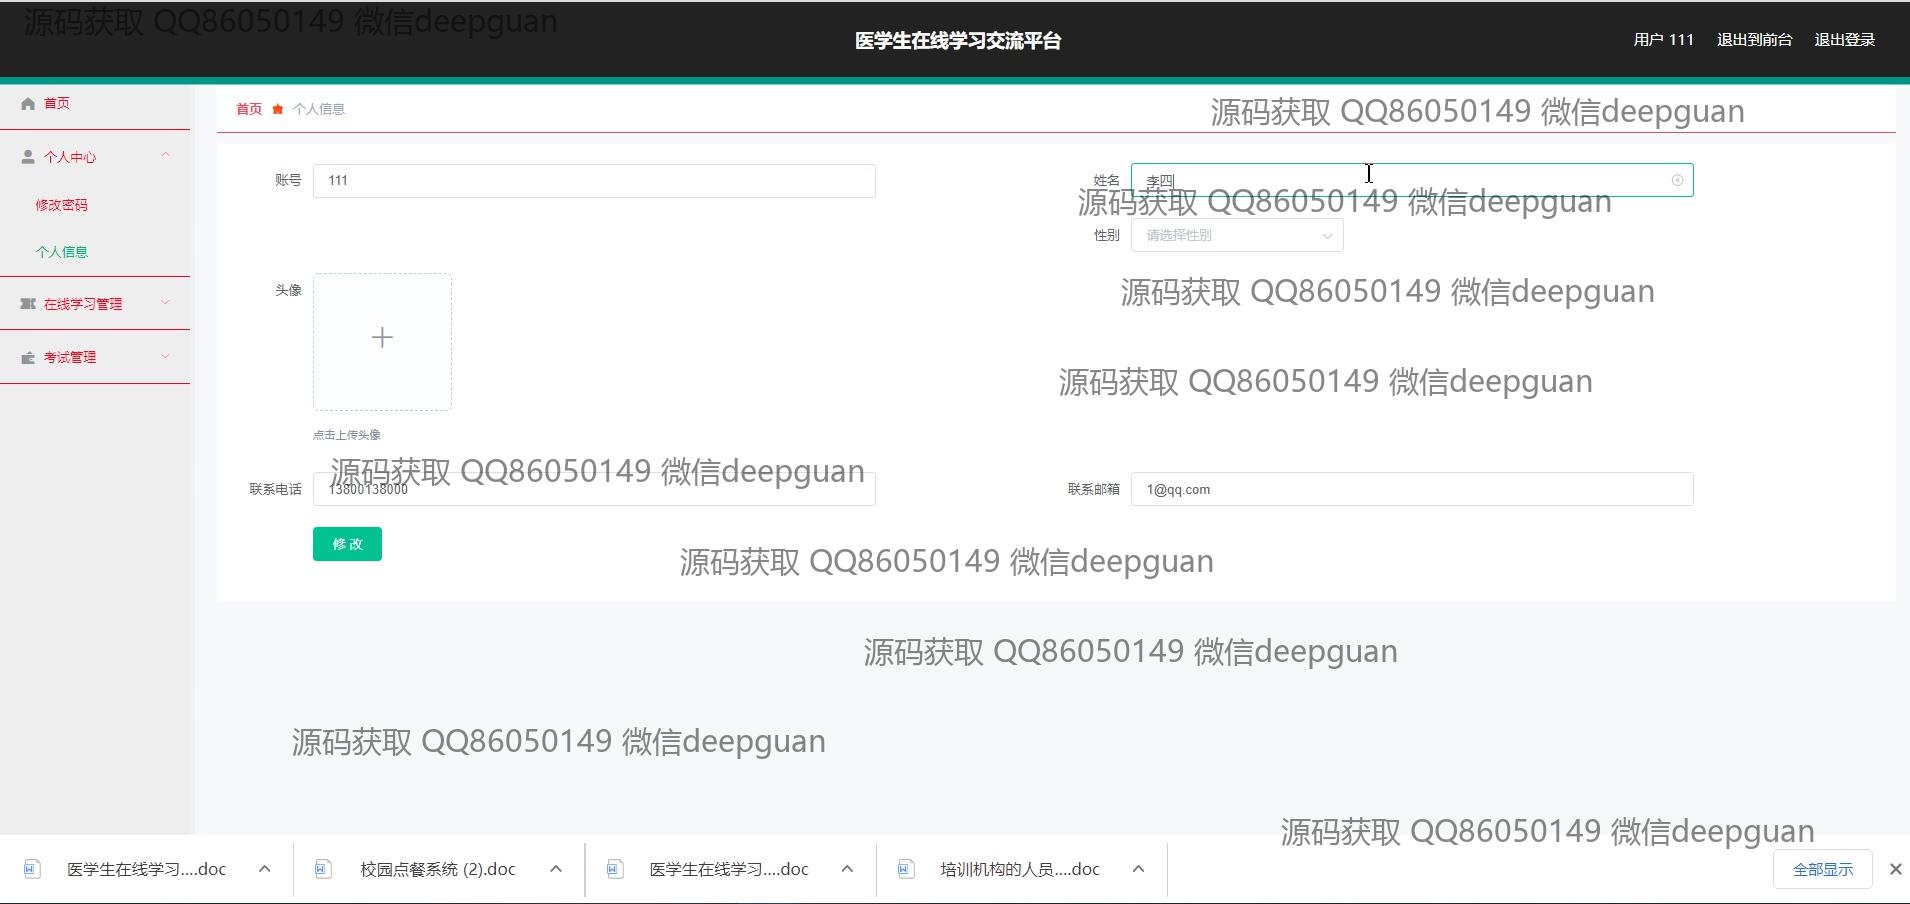 源码获取 QQ86050149 微信deepguan
医学生在线学习交流平台
用户 111 退出到前台 退出登录
首页
首页 个人信息
源码获取 QQ86050149 微信deepguan
个人中心
账号 111
姓名 李四
源码获取 QQ86050149 微信deepguan
修改密码
性别 请选择性别
个人信息
头像
源码获取 QQ86050149 微信deepguan
在线学习管理
考试管理
源码获取 QQ86050149 微信deepguan
点击上传头像
源码获取 QQ86050149 微信deepguan
联系电话 13800138000
联系邮箱 1@qq.com
修改
源码获取 QQ86050149 微信deepguan
源码获取 QQ86050149 微信deepguan
源码获取 QQ86050149 微信deepguan
源码获取 QQ86050149 微信deepguan
医学生在线学习....doc 校园点餐系统 (2).doc 医学生在线学习....doc 培训机构的人员....doc 全部显示